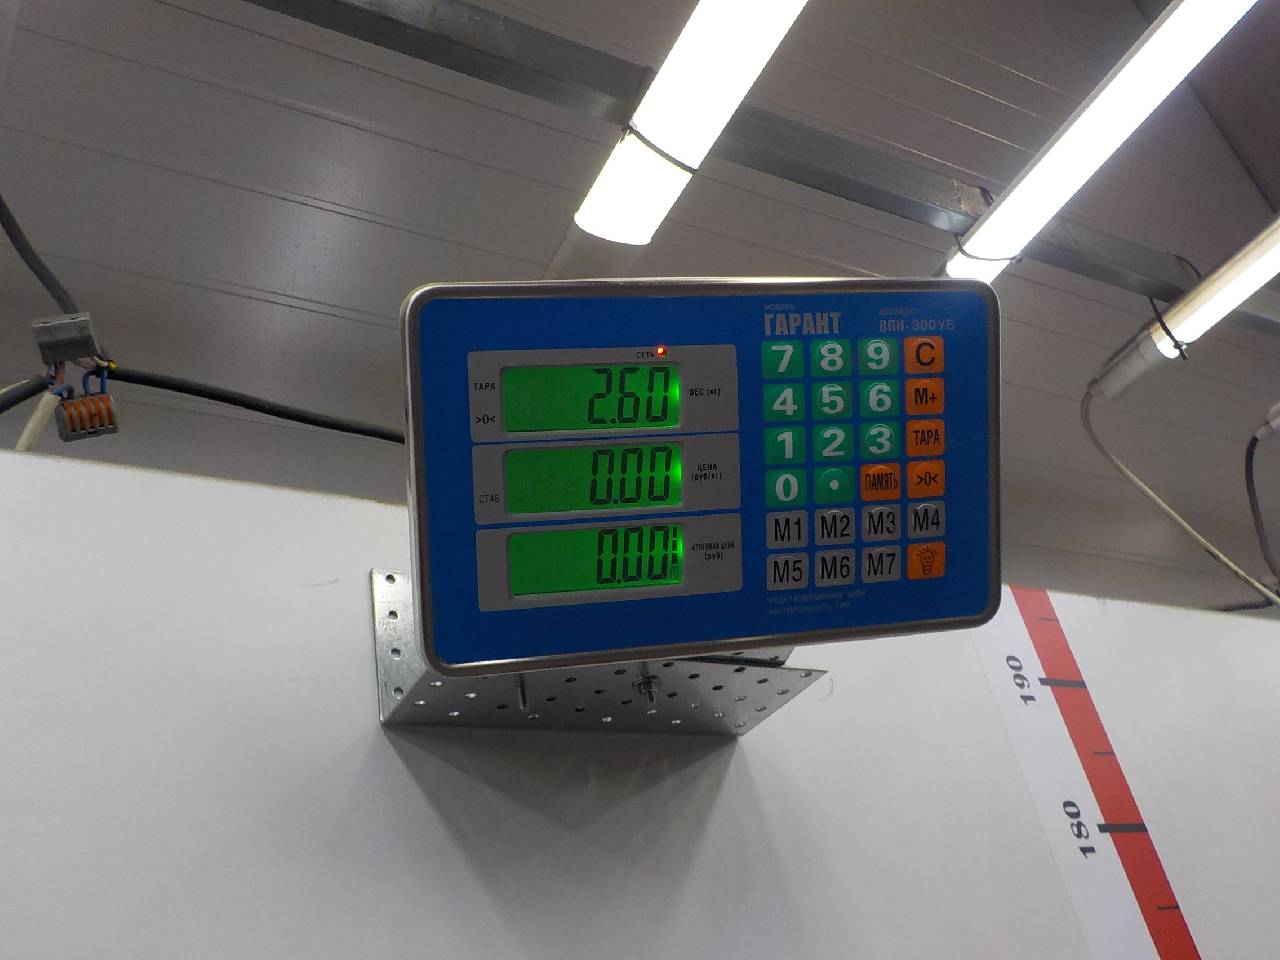 МОДЕЛЬ
ГАРАНТ
АРТИКУЛ
ВПН-300УБ
СЕТЬ
ТАРА
>0<
2.60
ВЕС (кг)
СТАБ
0.00
ЦЕНА
(руб/кг)
0.00
ИТОГОВАЯ ЦЕНА
(руб)
7 8 9 C
4 5 6 M+
1 2 3 ТАРА
0 . ПАМЯТЬ >0<
M1 M2 M3 M4
M5 M6 M7
190
180